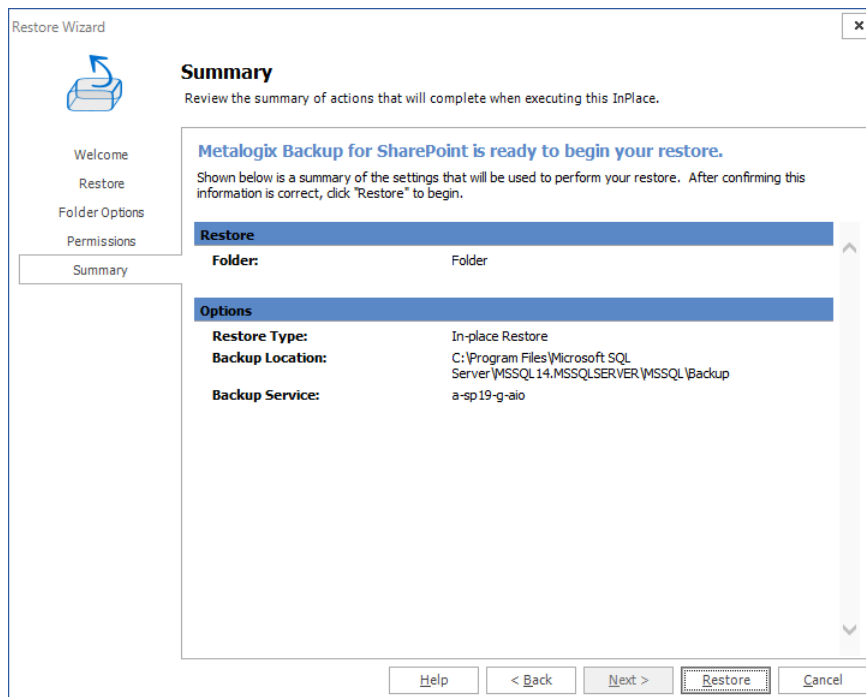 Restore Wizard
Summary
Review the summary of actions that will complete when executing this InPlace.
Welcome
Restore
Folder Options
Permissions
Summary
Metalogix Backup for SharePoint is ready to begin your restore.
Shown below is a summary of the settings that will be used to perform your restore. After confirming this
information is correct, click "Restore" to begin.
Restore
Folder: Folder
Options
Restore Type: In-place Restore
Backup Location: C:\Program Files\Microsoft SQL
Server\MSSQL14.MSSQLSERVER\MSSQL\Backup
Backup Service: a-sp19-g-aio
Help < Back Next > Restore Cancel